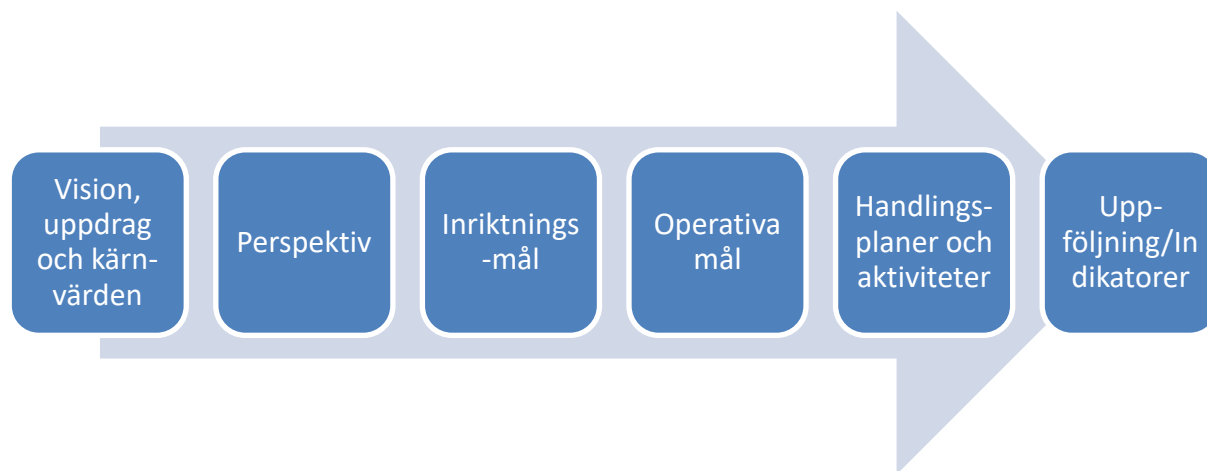 Vision,
uppdrag
och kärn-
värden
Perspektiv
Inriktnings
-mål
Operativa
mål
Handlings-
planer och
aktiviteter
Upp-
följning/In
dikatorer